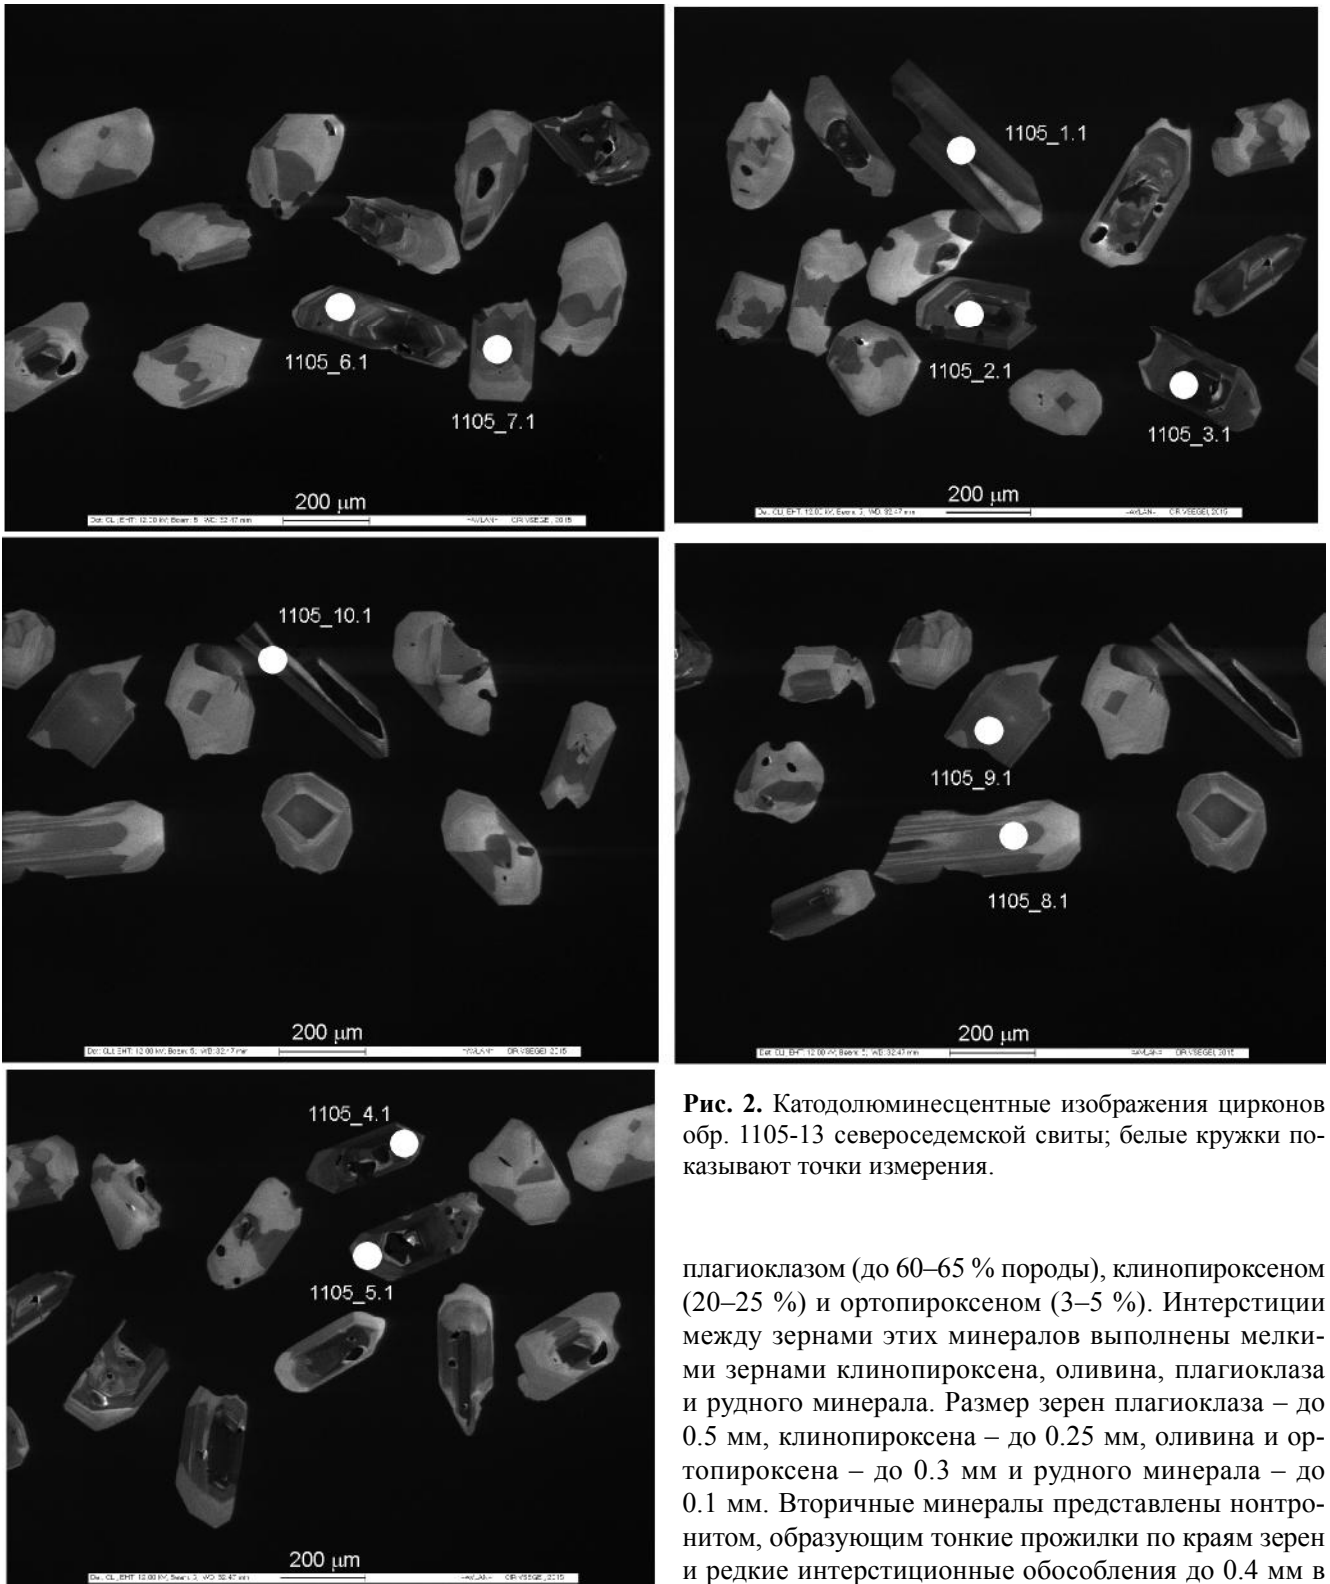 1105_6.1
1105_7.1
200 µm
1105_1.1
1105_2.1
1105_3.1
200 µm
1105_10.1
200 µm
1105_9.1
1105_8.1
200 µm
1105_4.1
1105_5.1
200 µm
Рис. 2. Катодолюминесцентные изображения цирконов
обр. 1105-13 североседемской свиты; белые кружки по-
казывают точки измерения.
плагиоклазом (до 60–65 % породы), клинопироксеном
(20–25 %) и ортопироксеном (3–5 %). Интерстиции
между зернами этих минералов выполнены мелки-
ми зернами клинопироксена, оливина, плагиоклаза
и рудного минерала. Размер зерен плагиоклаза – до
0.5 мм, клинопироксена – до 0.25 мм, оливина и ор-
топироксена – до 0.3 мм и рудного минерала – до
0.1 мм. Вторичные минералы представлены нонтро-
нитом, образующим тонкие прожилки по краям зерен
и редкие интерстиционные обособления до 0.4 мм в